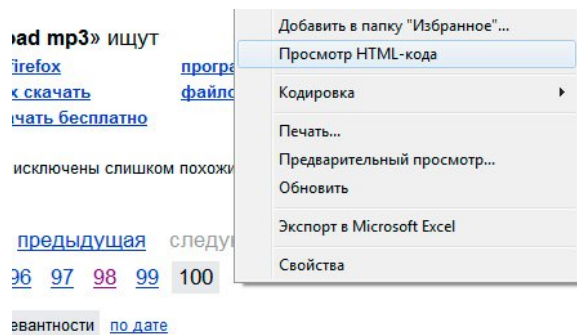 oad mp3» ищут
firefox програ
х скачать файло
чать бесплатно
исключены слишком похожи
предыдущая следу
96 97 98 99 100
евантности по дате
Добавить в папку "Избранное"...
Просмотр HTML-кода
Кодировка
Печать...
Предварительный просмотр...
Обновить
Экспорт в Microsoft Excel
Свойства